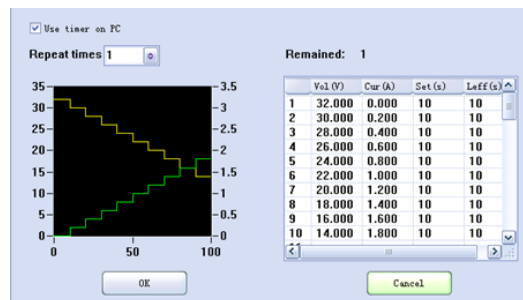 Use timer on PC
Repeat times 1
Remained: 1
35 3.5
30 3
25 2.5
20 2
15 1.5
10 1
5 0.5
0 0
0 50 100
Vol(V) Cur(A) Set(s) Leff(s)
1 32.000 0.000 10 10
2 30.000 0.200 10 10
3 28.000 0.400 10 10
4 26.000 0.600 10 10
5 24.000 0.800 10 10
6 22.000 1.000 10 10
7 20.000 1.200 10 10
8 18.000 1.400 10 10
9 16.000 1.600 10 10
10 14.000 1.800 10 10
OK
Cancel